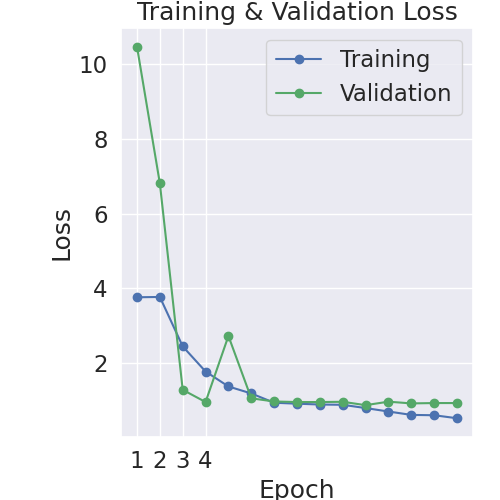 Training & Validation Loss
Training
Validation
Loss
10
8
6
4
2
1 2 3 4
Epoch